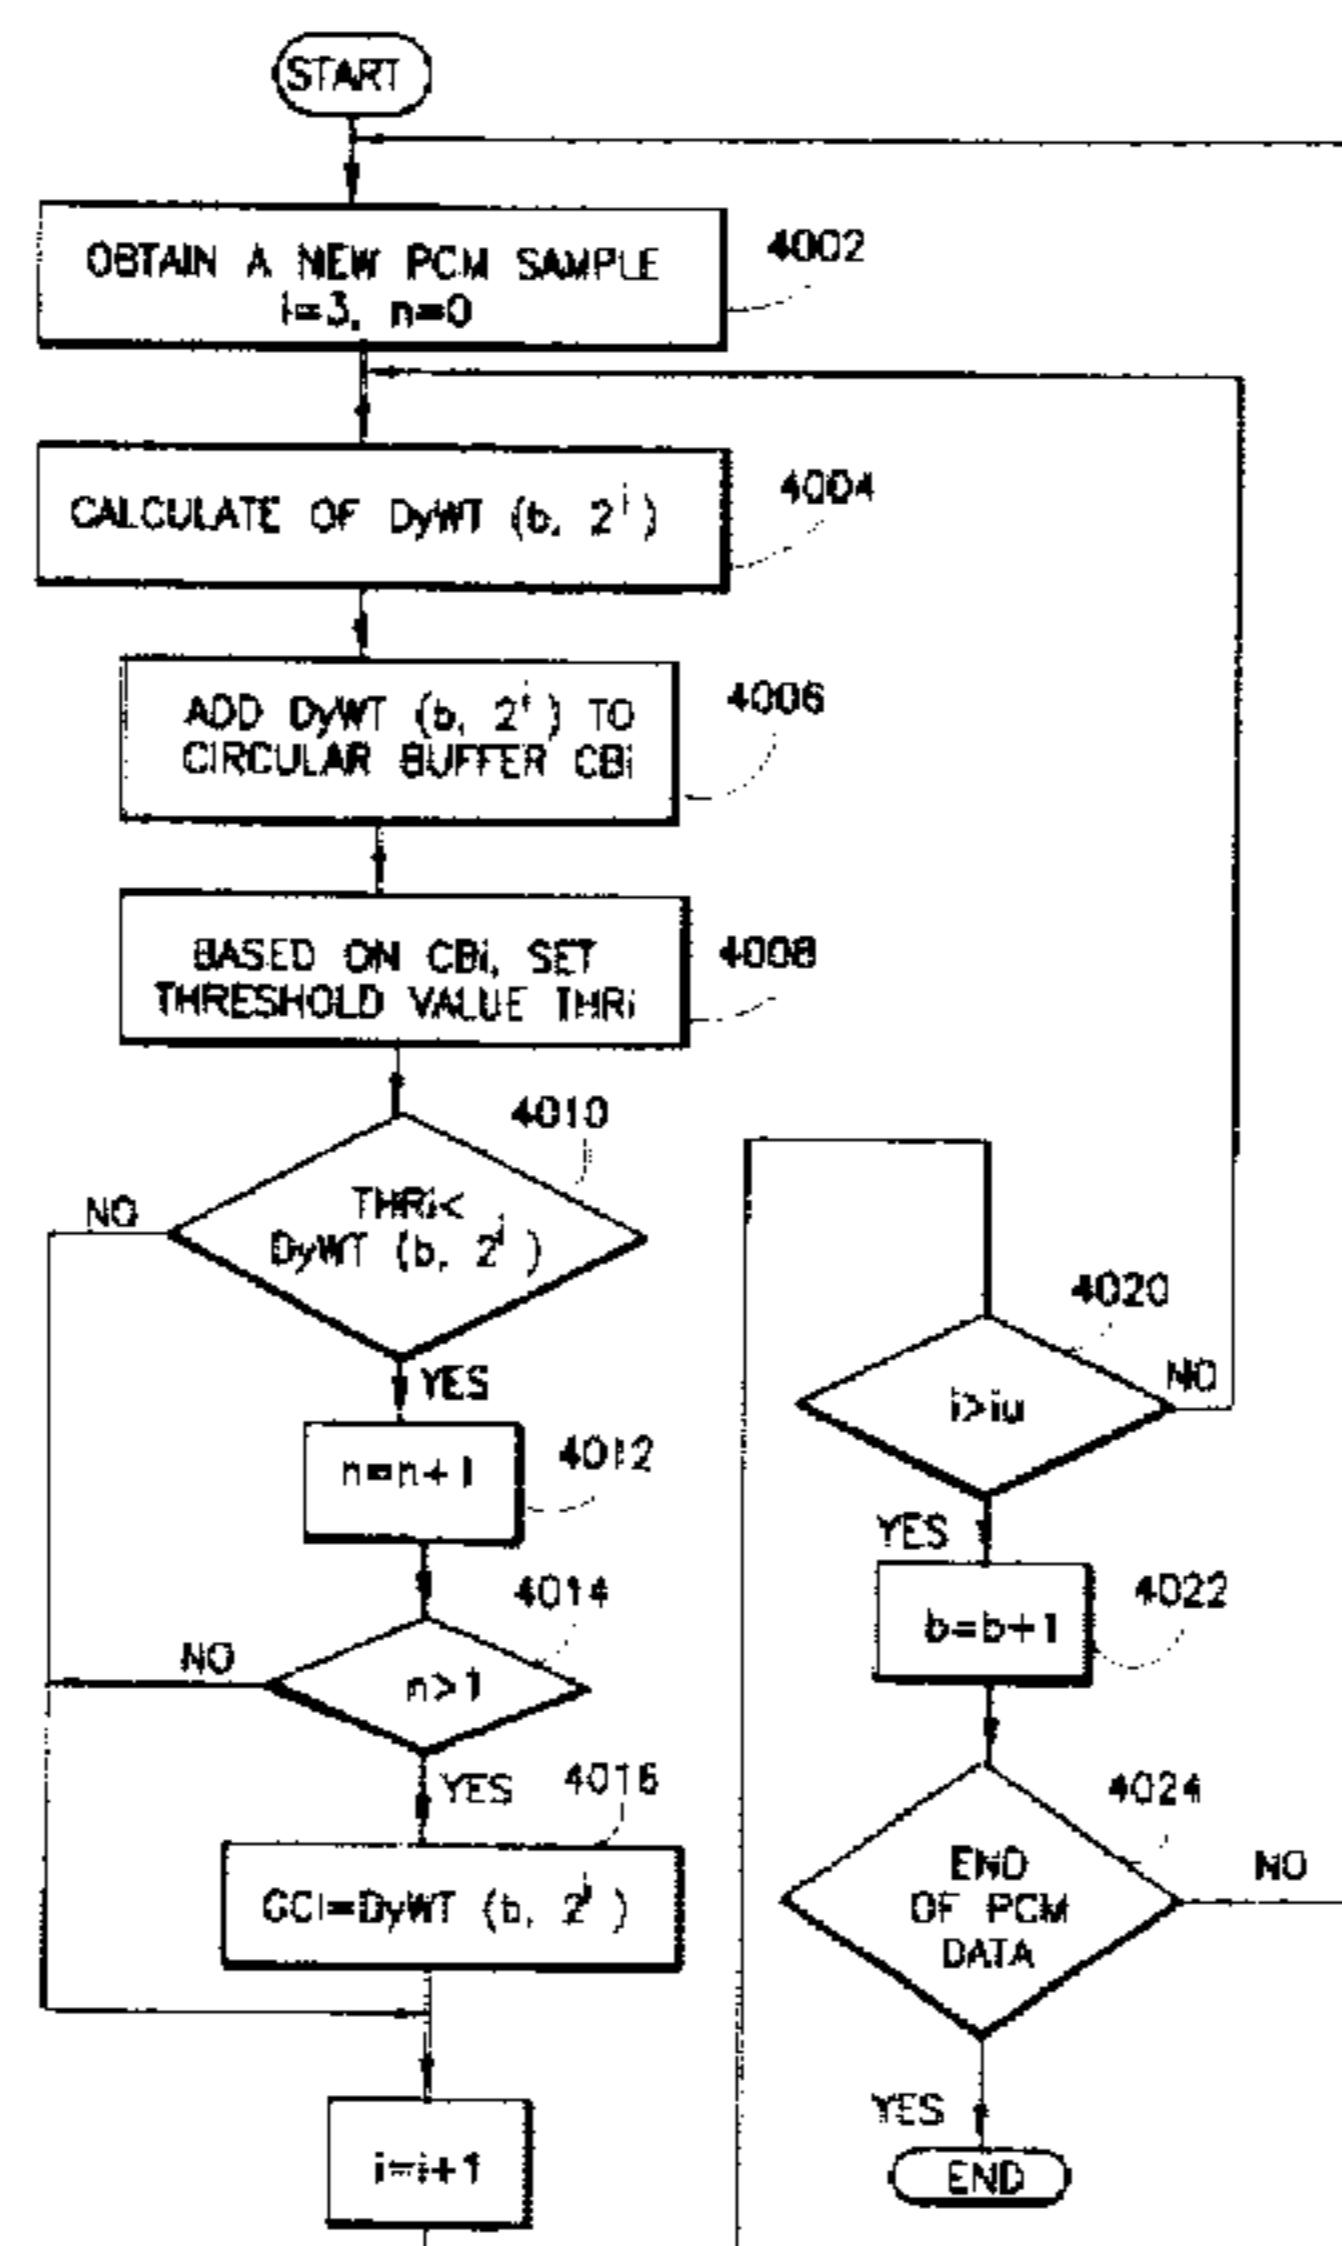 START
OBTAIN A NEW PCM SAMPLE
i=3, n=0
4002
CALCULATE OF DyWT (b, 2^i)
4004
ADD DyWT (b, 2^i) TO
CIRCULAR BUFFER CBi
4006
BASED ON CBi, SET
THRESHOLD VALUE THRi
4008
4010
THRi<
DyWT (b, 2^i)
NO
YES
n=n+1
4012
4014
n>1
NO
YES
4016
GCI=DyWT (b, 2^i)
i=i+1
4020
i>iu
NO
YES
b=b+1
4022
4024
END
OF PCM
DATA
NO
YES
END